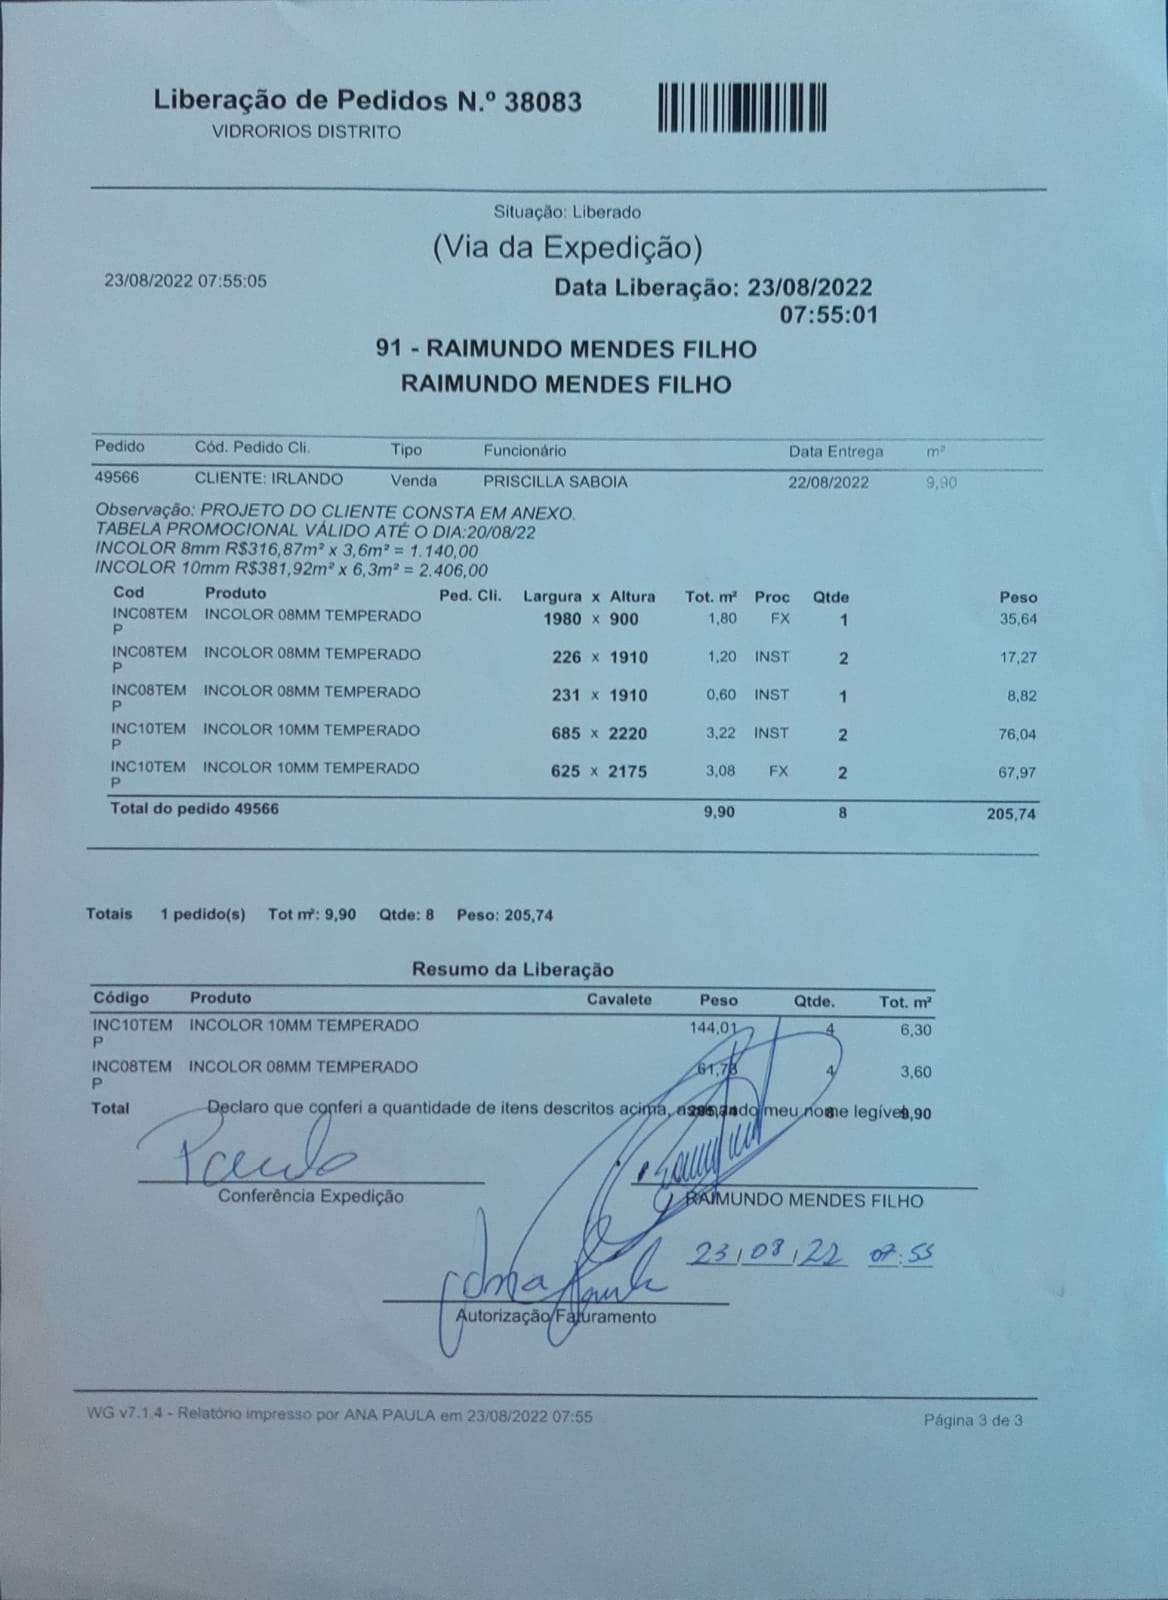 Liberação de Pedidos N.º 38083
VIDRORIOS DISTRITO
Situação: Liberado
(Via da Expedição)
23/08/2022 07:55:05
Data Liberação: 23/08/2022
07:55:01
91 - RAIMUNDO MENDES FILHO
RAIMUNDO MENDES FILHO
Pedido Cód. Pedido Cli. Tipo Funcionário Data Entrega m²
49566 CLIENTE: IRLANDO Venda PRISCILLA SABOIA 22/08/2022 9,90
Observação: PROJETO DO CLIENTE CONSTA EM ANEXO.
TABELA PROMOCIONAL VÁLIDO ATÉ O DIA:20/08/22
INCOLOR 8mm R$316,87m² x 3,6m² = 1.140,00
INCOLOR 10mm R$381,92m² x 6,3m² = 2.406,00
Cod Produto Ped. Cli. Largura x Altura Tot. m² Proc Qtde Peso
INC08TEM INCOLOR 08MM TEMPERADO 1980 x 900 1,80 FX 1 35,64
P
INC08TEM INCOLOR 08MM TEMPERADO 226 x 1910 1,20 INST 2 17,27
P
INC08TEM INCOLOR 08MM TEMPERADO 231 x 1910 0,60 INST 1 8,82
P
INC10TEM INCOLOR 10MM TEMPERADO 685 x 2220 3,22 INST 2 76,04
P
INC10TEM INCOLOR 10MM TEMPERADO 625 x 2175 3,08 FX 2 67,97
P
Total do pedido 49566 9,90 8 205,74
Totais 1 pedido(s) Tot m²: 9,90 Qtde: 8 Peso: 205,74
Resumo da Liberação
Código Produto Cavalete Peso Qtde. Tot. m²
INC10TEM INCOLOR 10MM TEMPERADO 144,01 4 6,30
P
INC08TEM INCOLOR 08MM TEMPERADO 61,73 4 3,60
P
Total Declaro que conferi a quantidade de itens descritos acima, meu nome 9,90
Paulo
Conferência Expedição
RAIMUNDO MENDES FILHO
23/08/22 07:55
Ana Paula
Autorização/Faturamento
WG v7.1.4 - Relatório impresso por ANA PAULA em 23/08/2022 07:55
Página 3 de 3